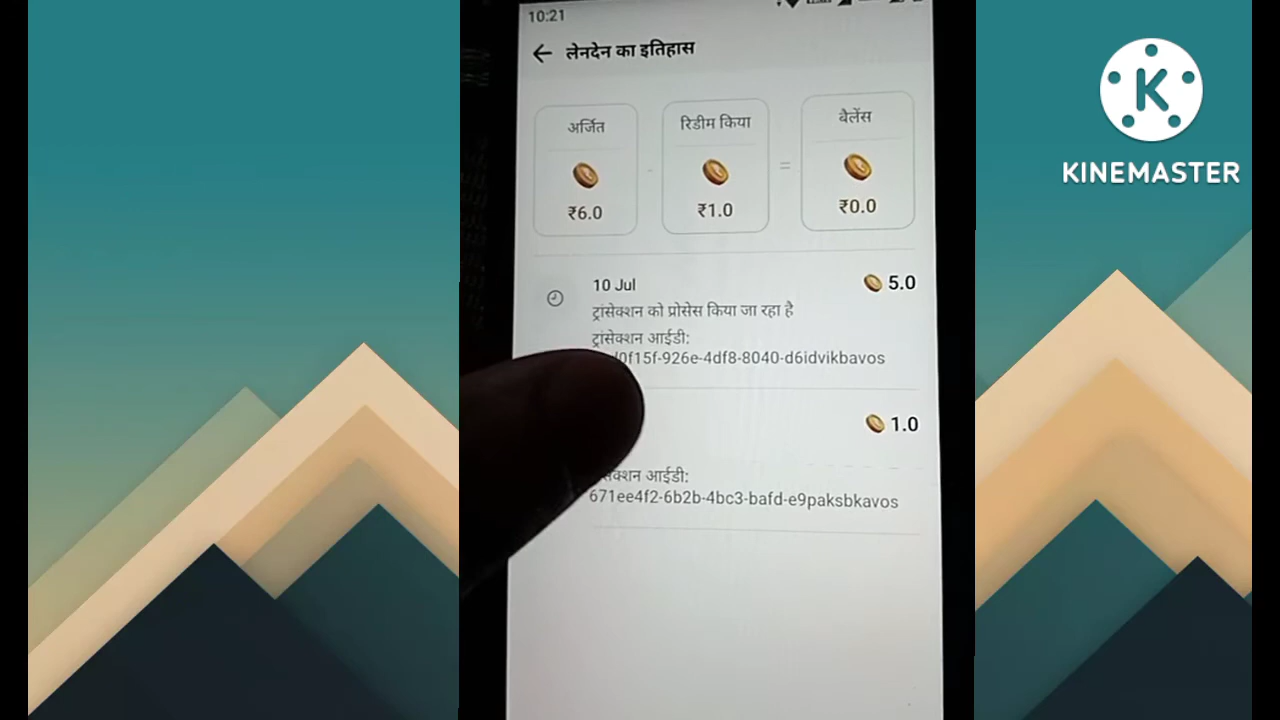 10:21
लेनदेन का इतिहास
अर्जित
रिडीम किया
बैलेंस
-
=
₹6.0
₹1.0
₹0.0
10 Jul
5.0
ट्रांसेक्शन को प्रोसेस किया जा रहा है
ट्रांसेक्शन आईडी:
0f15f-926e-4df8-8040-d6idvikbavos
1.0
आईडी:
671ee4f2-6b2b-4bc3-bafd-e9paksbkavos
K
KINEMASTER